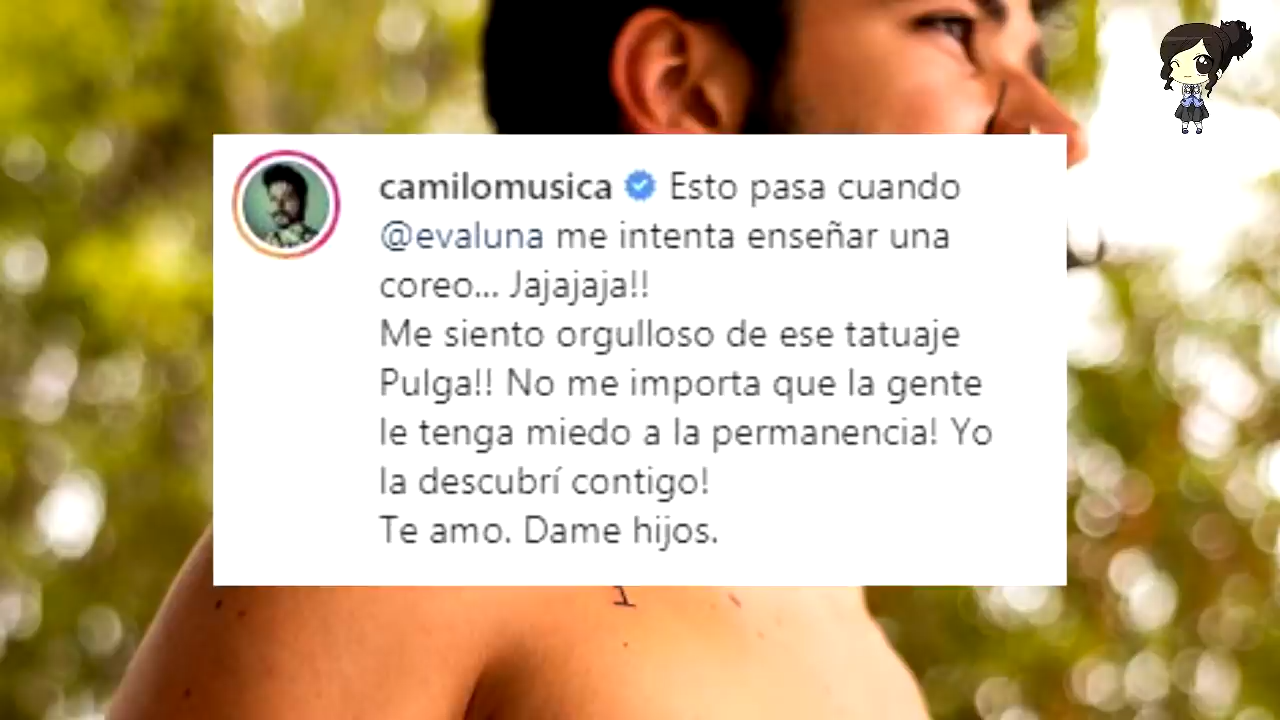 camilomusica Esto pasa cuando
@evaluna me intenta enseñar una
coreo... Jajajaja!!
Me siento orgulloso de ese tatuaje
Pulga!! No me importa que la gente
le tenga miedo a la permanencia! Yo
la descubrí contigo!
Te amo. Dame hijos.